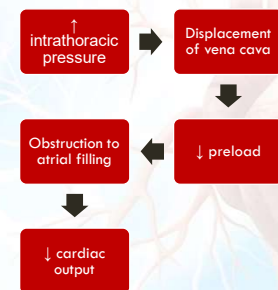 ↑
intrathoracic
pressure
Displacement
of vena cava
↓ preload
Obstruction to
atrial filling
↓ cardiac
output